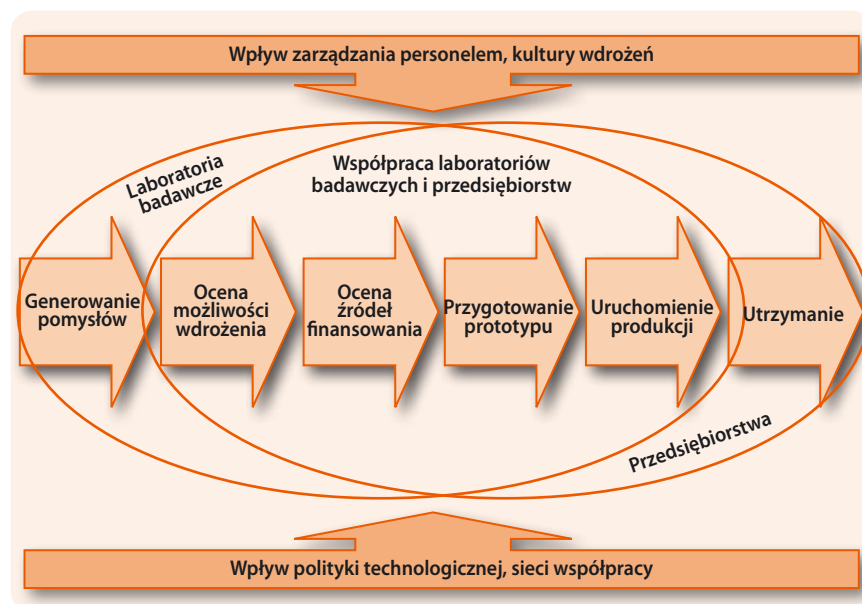 Wpływ zarządzania personelem, kultury wdrożeń
Laboratoria
badawcze
Współpraca laboratoriów
badawczych i przedsiębiorstw
Generowanie
pomysłów
Ocena
możliwości
wdrożenia
Ocena
źródeł
finansowania
Przygotowanie
prototypu
Uruchomienie
produkcji
Utrzymanie
Przedsiębiorstwa
Wpływ polityki technologicznej, sieci współpracy